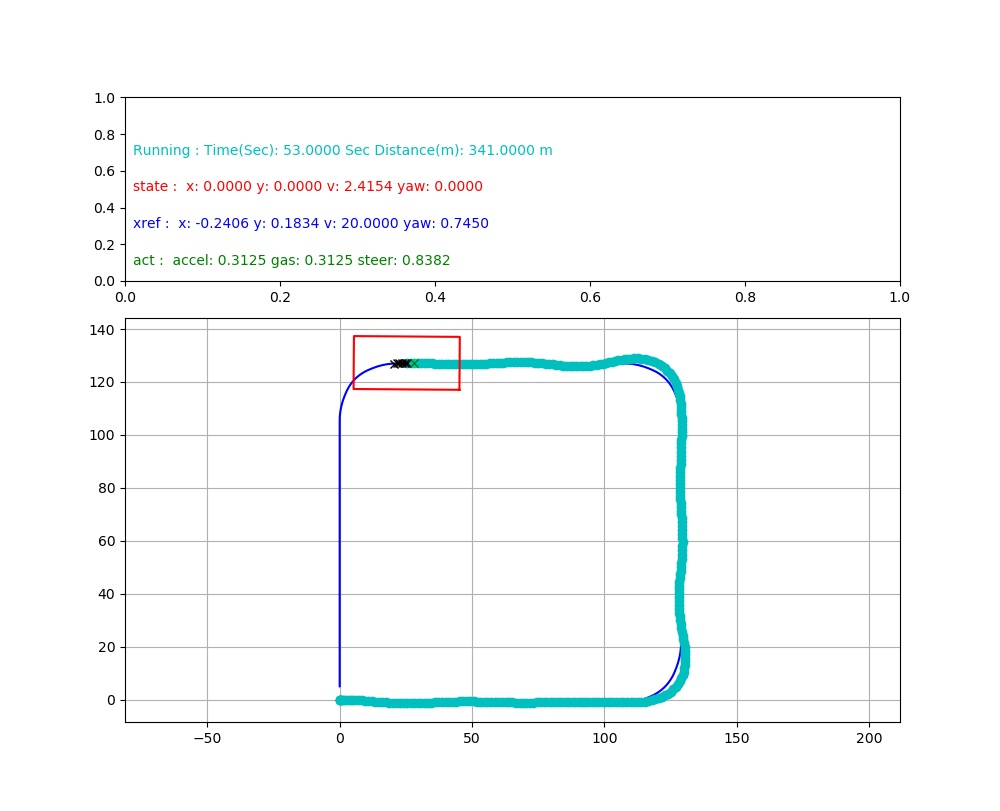 1.0
0.8
0.6
0.4
0.2
0.0
Running : Time(Sec): 53.0000 Sec Distance(m): 341.0000 m
state :  x: 0.0000 y: 0.0000 v: 2.4154 yaw: 0.0000
xref :  x: -0.2406 y: 0.1834 v: 20.0000 yaw: 0.7450
act :  accel: 0.3125 gas: 0.3125 steer: 0.8382
0.0 0.2 0.4 0.6 0.8 1.0
140
120
100
80
60
40
20
0
−50 0 50 100 150 200